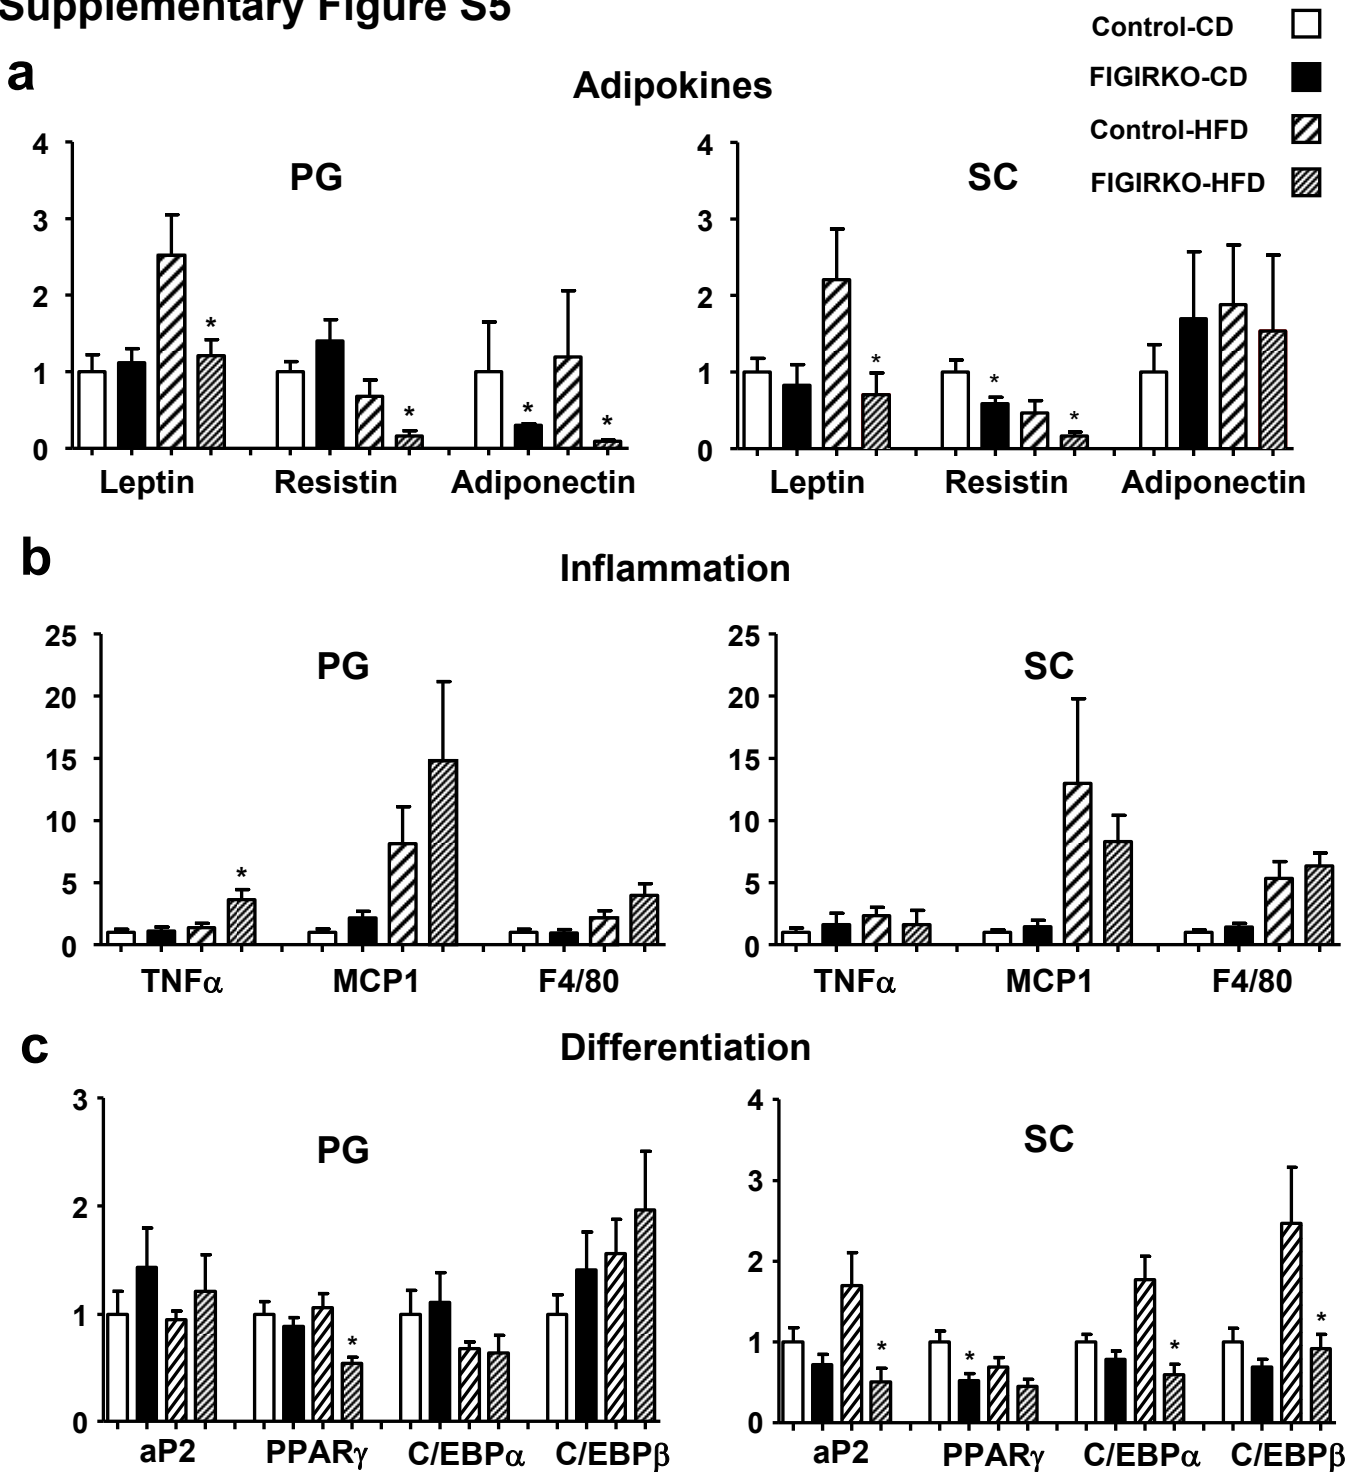 Supplementary Figure S5
Control-CD
FIGIRKO-CD
Control-HFD
FIGIRKO-HFD
a
Adipokines
PG
4
3
2
1
0
*
*
*
*
Leptin Resistin Adiponectin
SC
4
3
2
1
0
*
*
*
Leptin Resistin Adiponectin
b
Inflammation
PG
25
20
15
10
5
0
*
TNFα MCP1 F4/80
SC
25
20
15
10
5
0
TNFα MCP1 F4/80
c
Differentiation
PG
3
2
1
0
*
aP2 PPARγ C/EBPα C/EBPβ
SC
4
3
2
1
0
*
*
*
*
aP2 PPARγ C/EBPα C/EBPβ